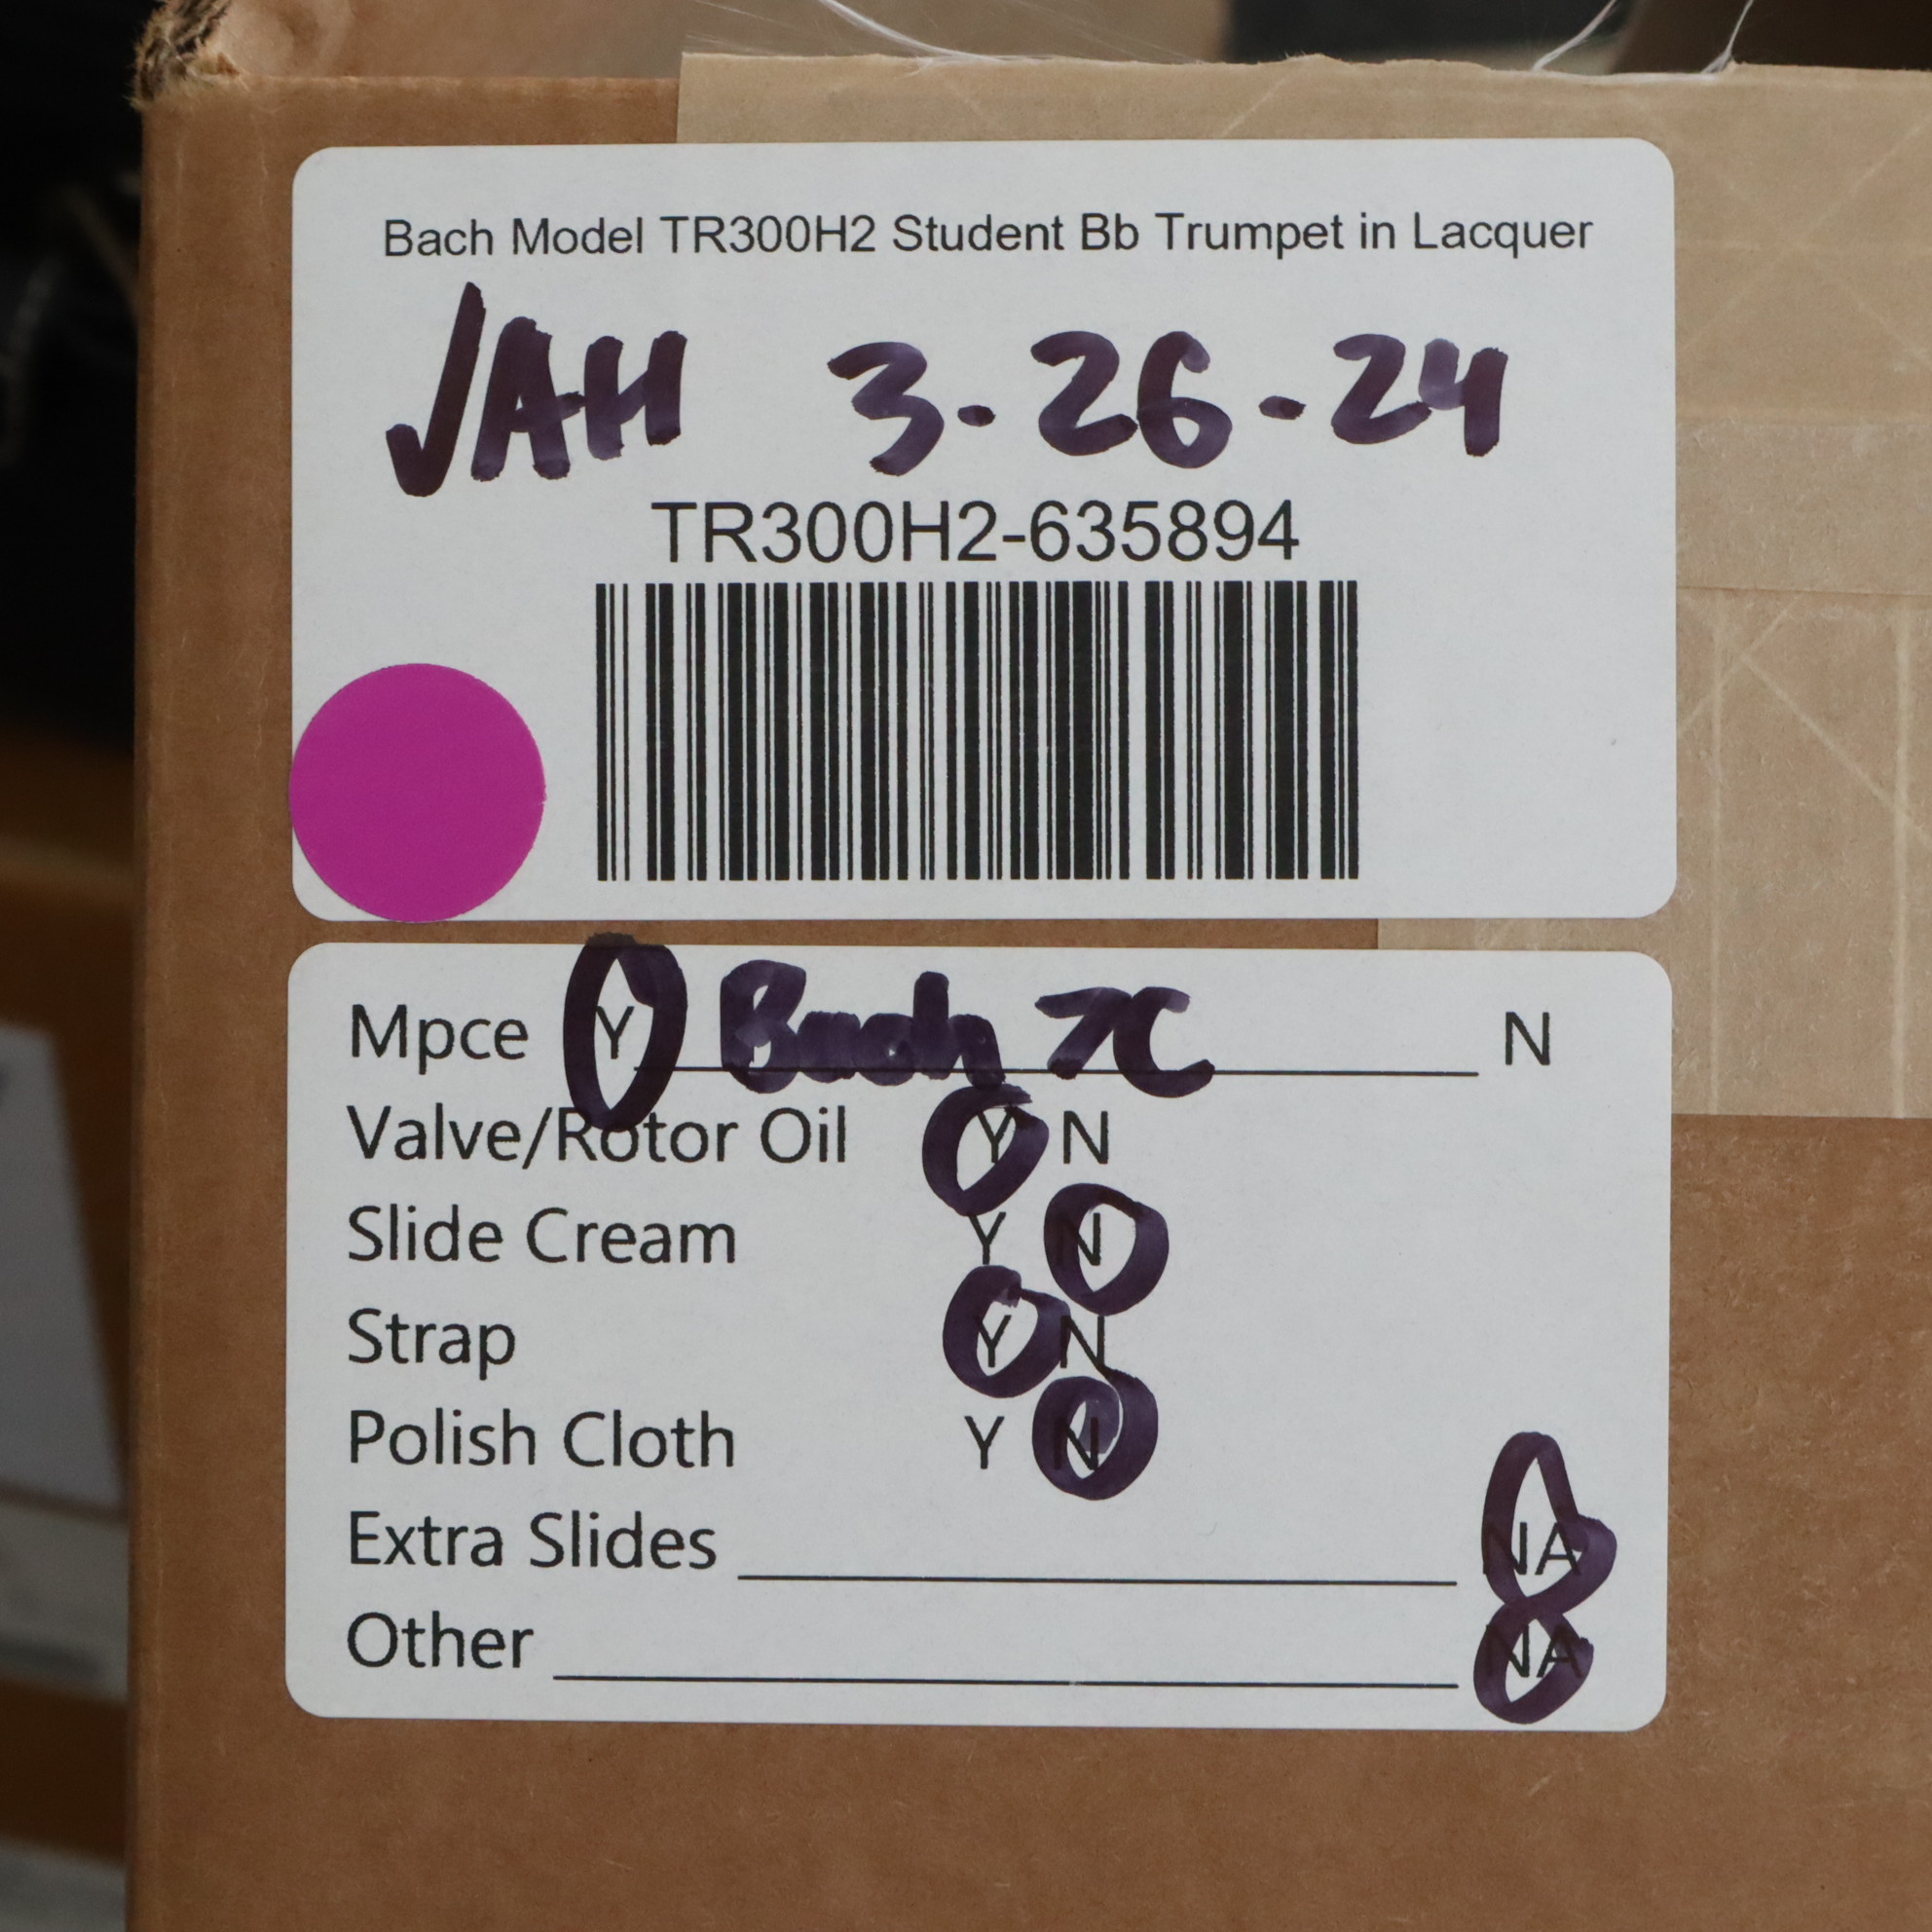 Bach Model TR300H2 Student Bb Trumpet in Lacquer
JAH 3-26-24
TR300H2-635894
Mpce Y Bach 7C N
Valve/Rotor Oil Y N
Slide Cream Y N
Strap Y N
Polish Cloth Y N
Extra Slides NA
Other NA